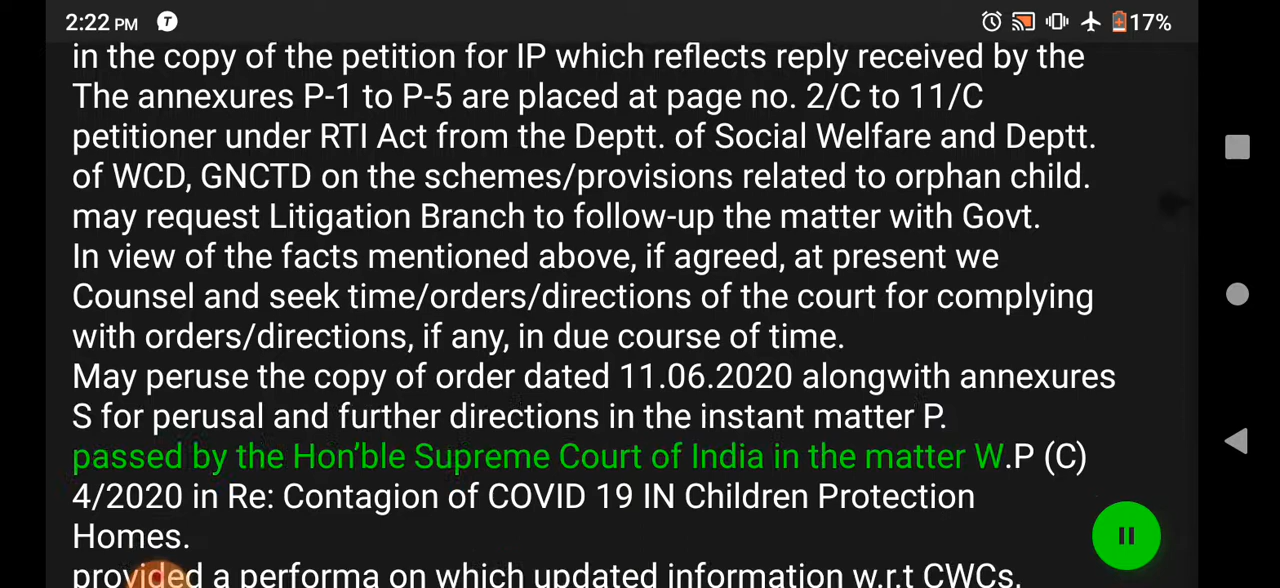 2:22 PM T 17%
in the copy of the petition for IP which reflects reply received by the
The annexures P-1 to P-5 are placed at page no. 2/C to 11/C
petitioner under RTI Act from the Deptt. of Social Welfare and Deptt.
of WCD, GNCTD on the schemes/provisions related to orphan child.
may request Litigation Branch to follow-up the matter with Govt.
In view of the facts mentioned above, if agreed, at present we
Counsel and seek time/orders/directions of the court for complying
with orders/directions, if any, in due course of time.
May peruse the copy of order dated 11.06.2020 alongwith annexures
S for perusal and further directions in the instant matter P.
passed by the Hon’ble Supreme Court of India in the matter W.P (C)
4/2020 in Re: Contagion of COVID 19 IN Children Protection
Homes.
provided a performa on which updated information w.r.t CWCs,